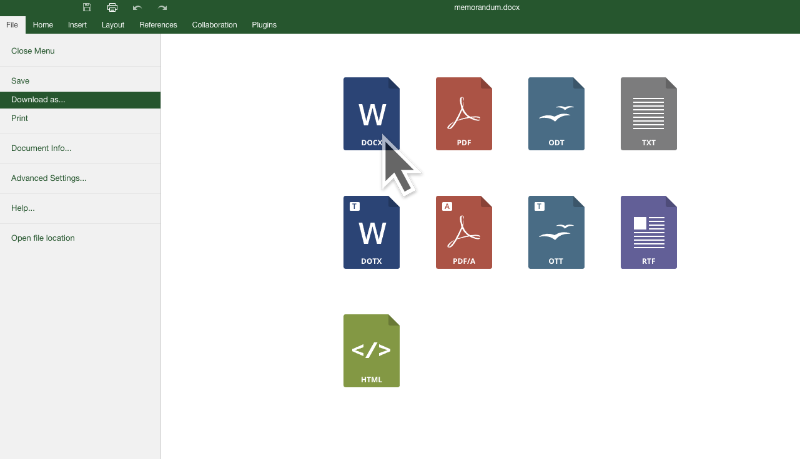 memorandum.docx
File Home Insert Layout References Collaboration Plugins
Close Menu
Save
Download as...
Print
Document Info...
Advanced Settings...
Help...
Open file location
W DOCX
PDF
ODT
TXT
T W DOTX
A PDF/A
T OTT
RTF
</> HTML